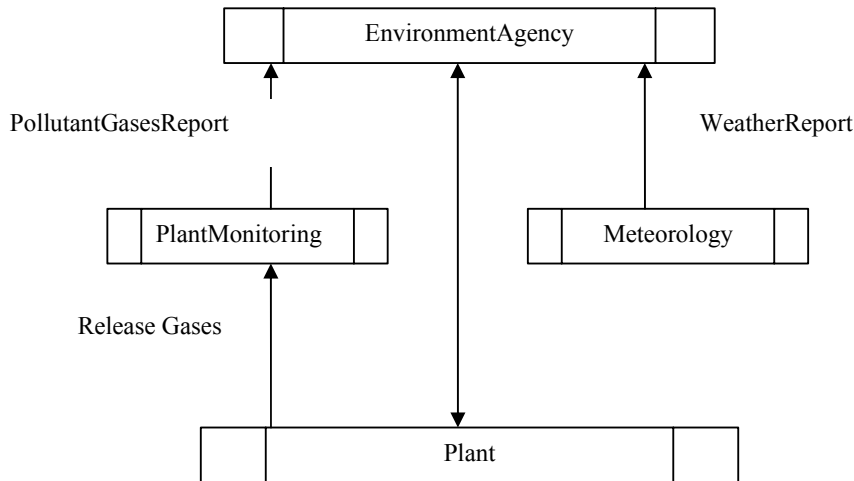 EnvironmentAgency
PollutantGasesReport
WeatherReport
PlantMonitoring
Meteorology
Release Gases
Plant